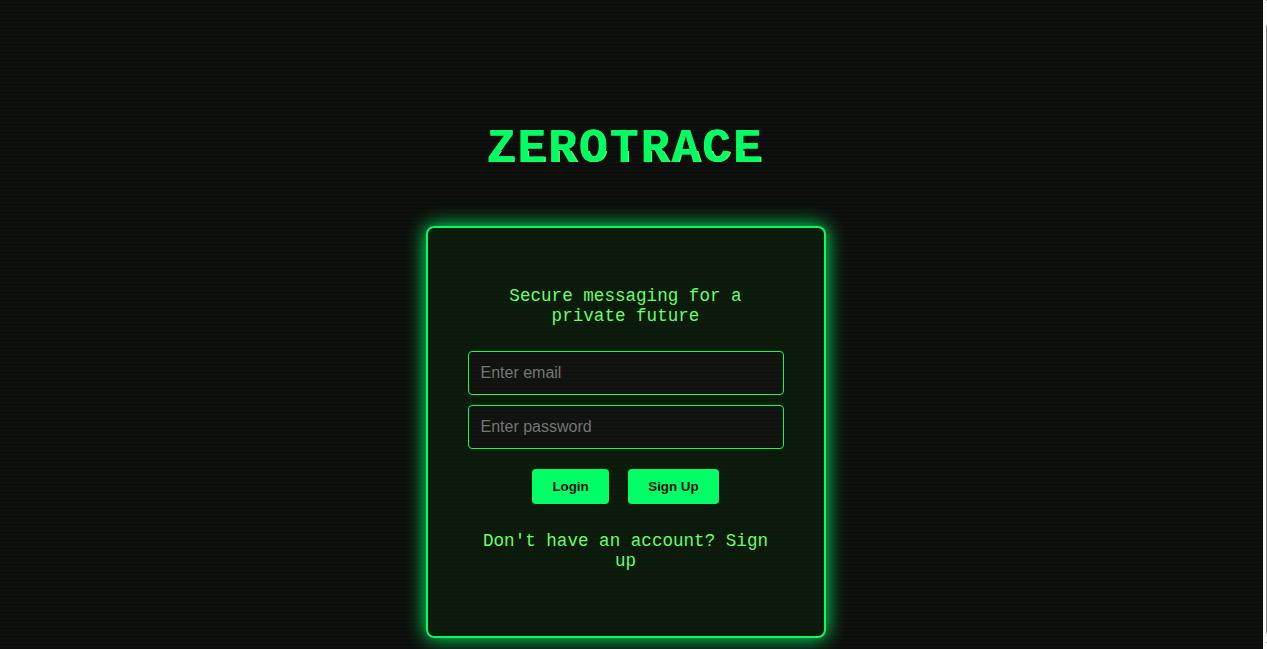 ZEROTRACE
Secure messaging for a
private future
Enter email
Enter password
Login Sign Up
Don't have an account? Sign
up